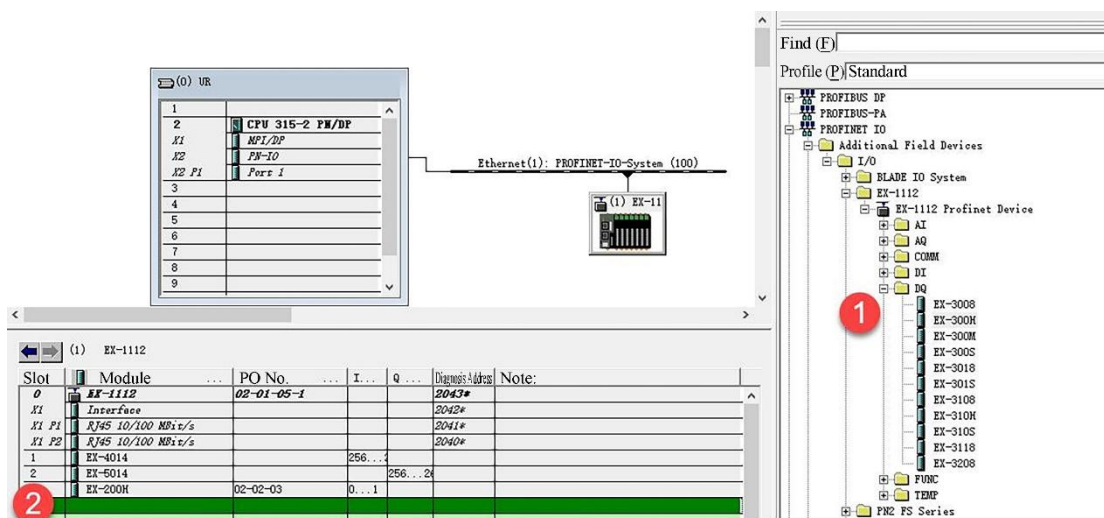 (0) UR
1
2 CPU 315-2 PN/DP
X1 MPI/DP
X2 PN-IO
X2 P1 Port 1
3
4
5
6
7
8
9
Ethernet(1): PROFINET-IO-System (100)
(1) EX-11
(1) EX-1112
Slot Module ... PO No. ... I... Q ... Diagnosis Address Note:
0 EX-1112 02-01-05-1 2043*
X1 Interface 2042*
X1 P1 RJ45 10/100 MBit/s 2041*
X1 P2 RJ45 10/100 MBit/s 2040*
1 EX-4014 256...2
2 EX-5014 256...26
EX-200H 02-02-03 0...1
2
Find (F)
Profile (P) Standard
PROFIBUS DP
PROFIBUS-PA
PROFINET IO
Additional Field Devices
I/O
BLADE IO System
EX-1112
EX-1112 Profinet Device
AI
AQ
COMM
DI
DQ
1
EX-3008
EX-300H
EX-300M
EX-300S
EX-3018
EX-301S
EX-3108
EX-310H
EX-310S
EX-3118
EX-3208
FUNC
TEMP
PN2 FS Series